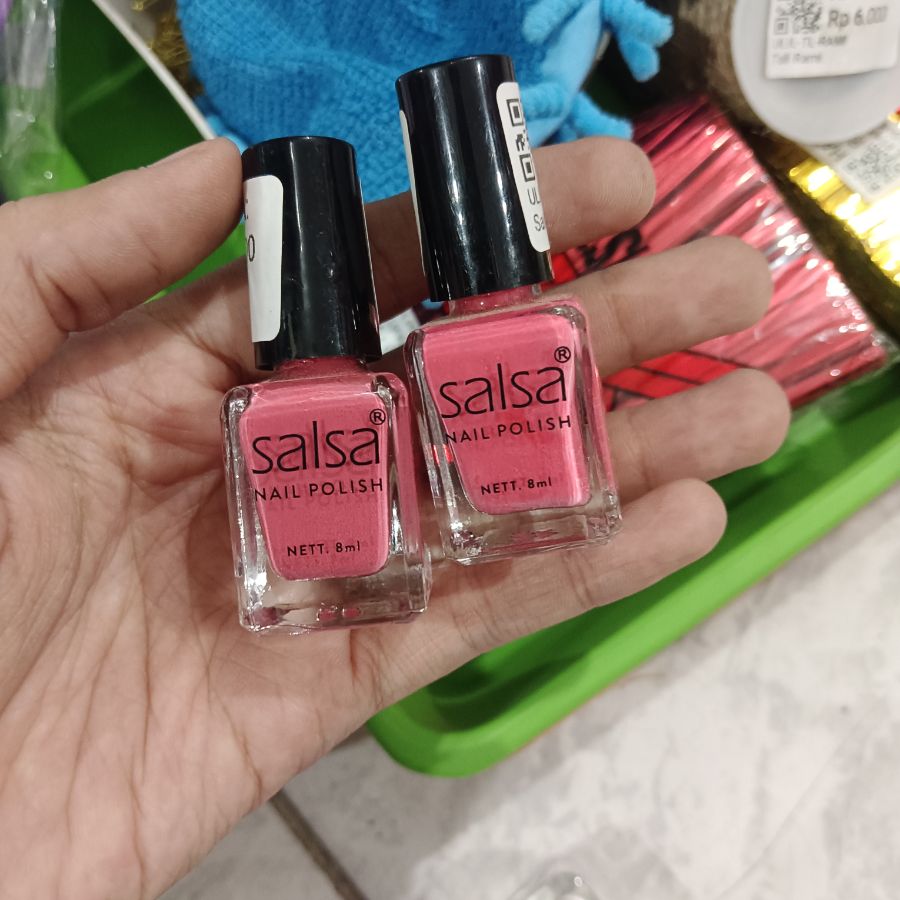 salsa®
NAIL POLISH
NETT. 8ml
salsa®
NAIL POLISH
NETT. 8ml
Rp 6,000